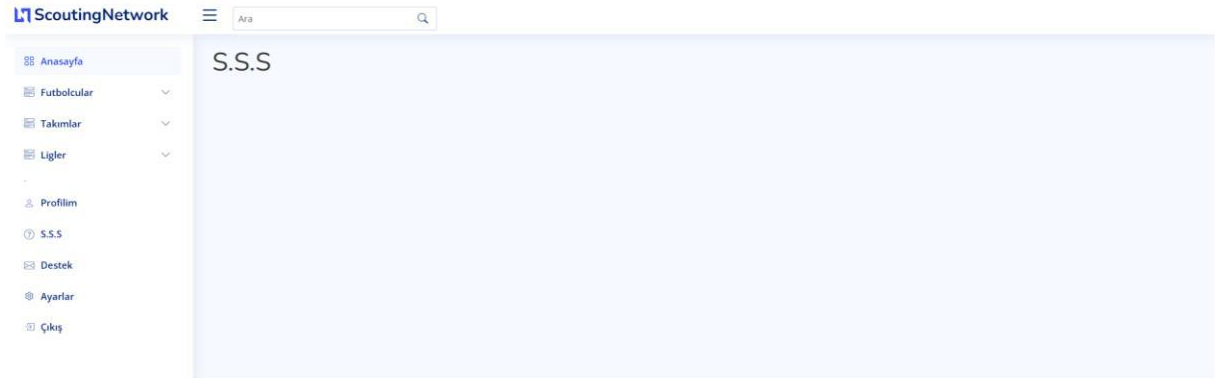 ScoutingNetwork
Ara
S.S.S
Anasayfa
Futbolcular
Takımlar
Ligler
Profilim
S.S.S
Destek
Ayarlar
Çıkış